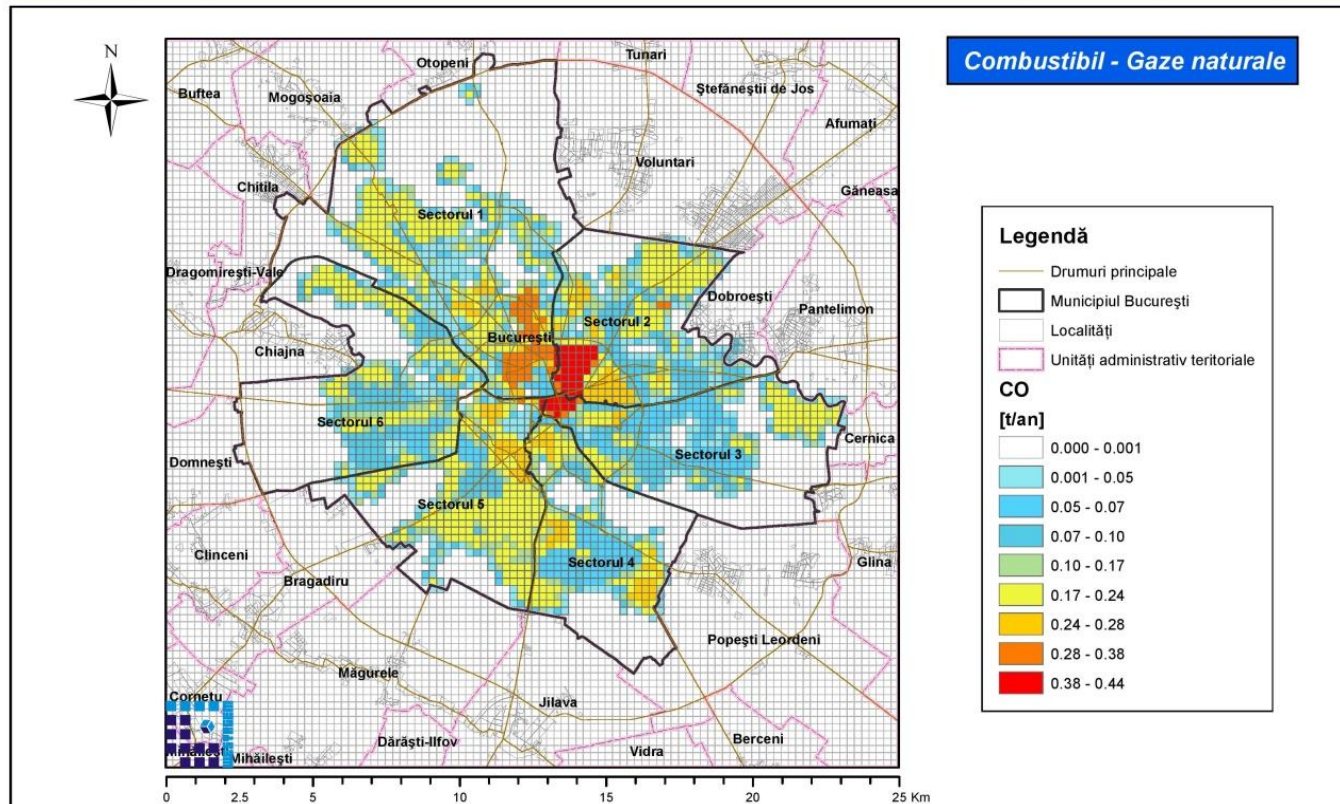 Combustibil - Gaze naturale
N
Tunari
Otopeni
Ştefăneştii de Jos
Buftea
Mogoşoaia
Afumaţi
Voluntari
Chitila
Găneasa
Sectorul 1
Dragomireşti-Vale
Dobroeşti
Pantelimon
Sectorul 2
Bucureşti
Chiajna
Sectorul 6
Cernica
Sectorul 3
Domneşti
Sectorul 5
Clinceni
Sectorul 4
Glina
Bragadiru
Popeşti Leordeni
Măgurele
Cornetu
Jilava
Berceni
Dărăşti-Ilfov
Vidra
Mihăileşti
0 2.5 5 10 15 20 25 Km
Legendă
Drumuri principale
Municipiul Bucureşti
Localităţi
Unităţi administrativ teritoriale
CO
[t/an]
0.000 - 0.001
0.001 - 0.05
0.05 - 0.07
0.07 - 0.10
0.10 - 0.17
0.17 - 0.24
0.24 - 0.28
0.28 - 0.38
0.38 - 0.44